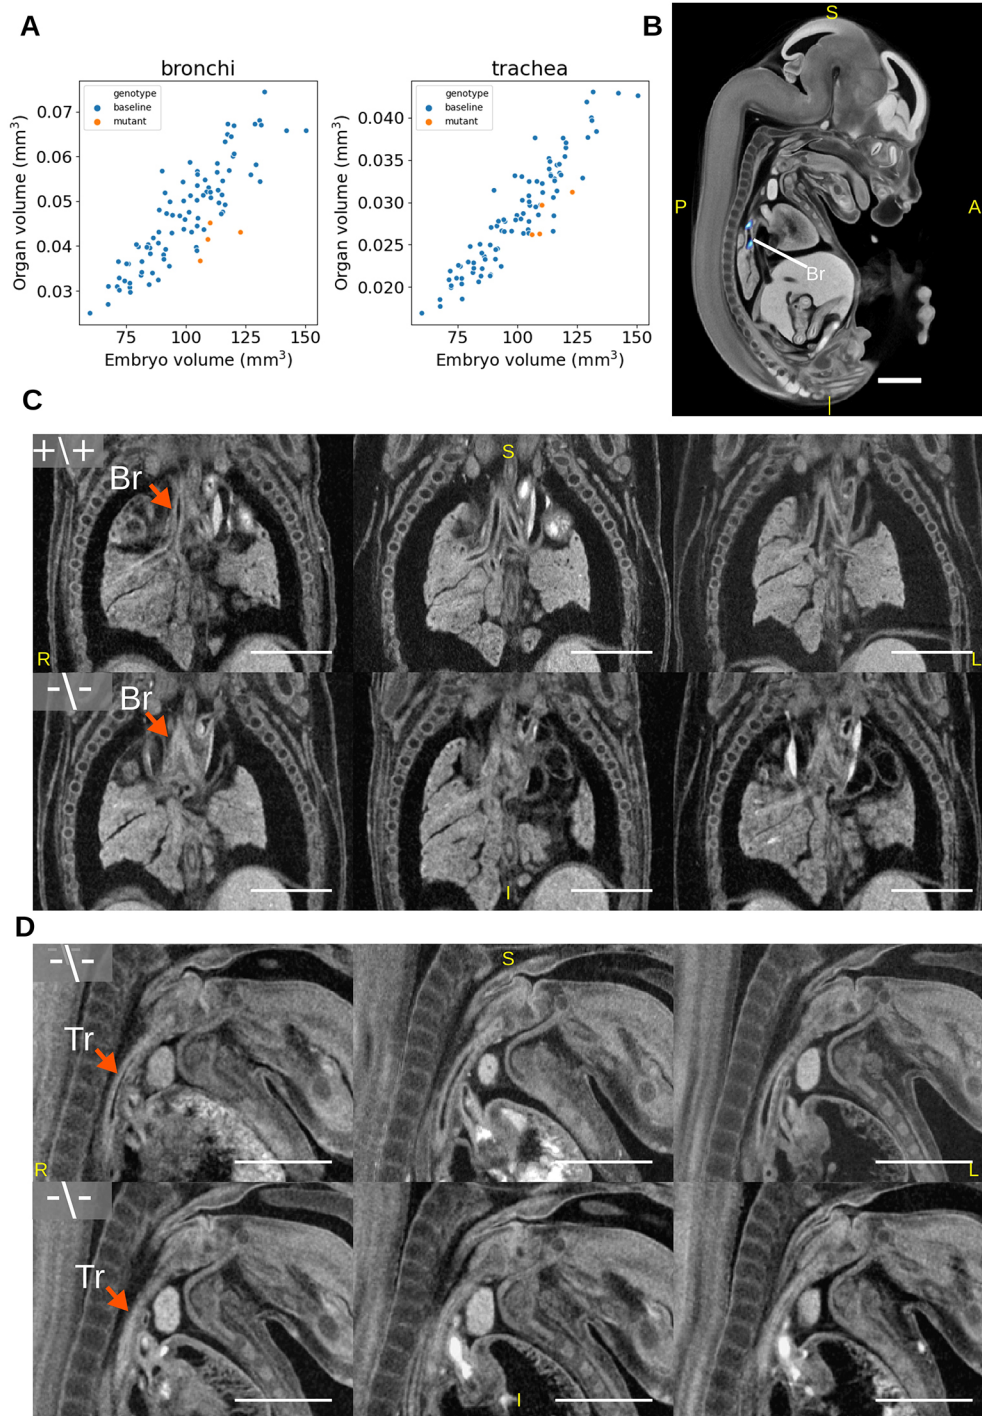 A
B
bronchi
trachea
genotype
baseline
mutant
genotype
baseline
mutant
0.07
0.06
0.05
0.04
0.03
0.040
0.035
0.030
0.025
0.020
Organ volume (mm³)
Organ volume (mm³)
75
100
125
150
75
100
125
150
Embryo volume (mm³)
Embryo volume (mm³)
S
P
A
Br
I
C
+\+
Br
S
R
L
-\-
Br
I
D
-\-
Tr
S
R
L
-\-
Tr
I